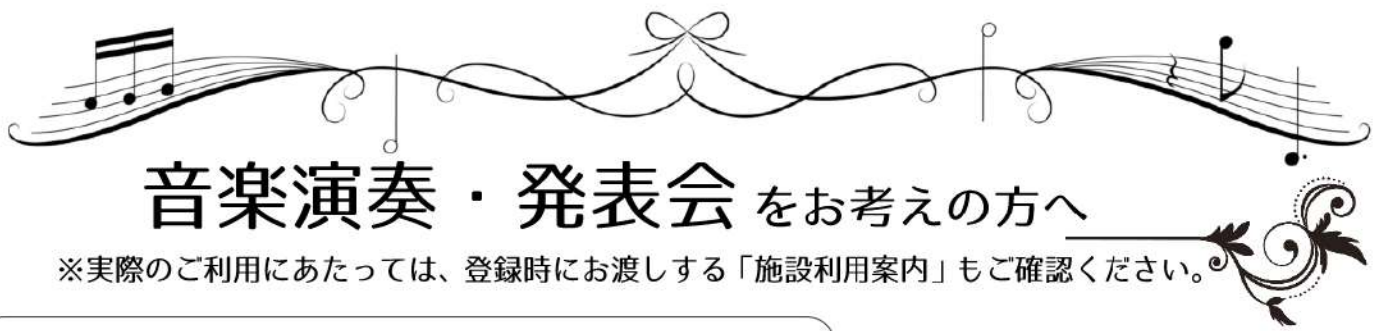 音楽演奏・発表会をお考えの方へ
※実際のご利用にあたっては、登録時にお渡しする「施設利用案内」もご確認ください。